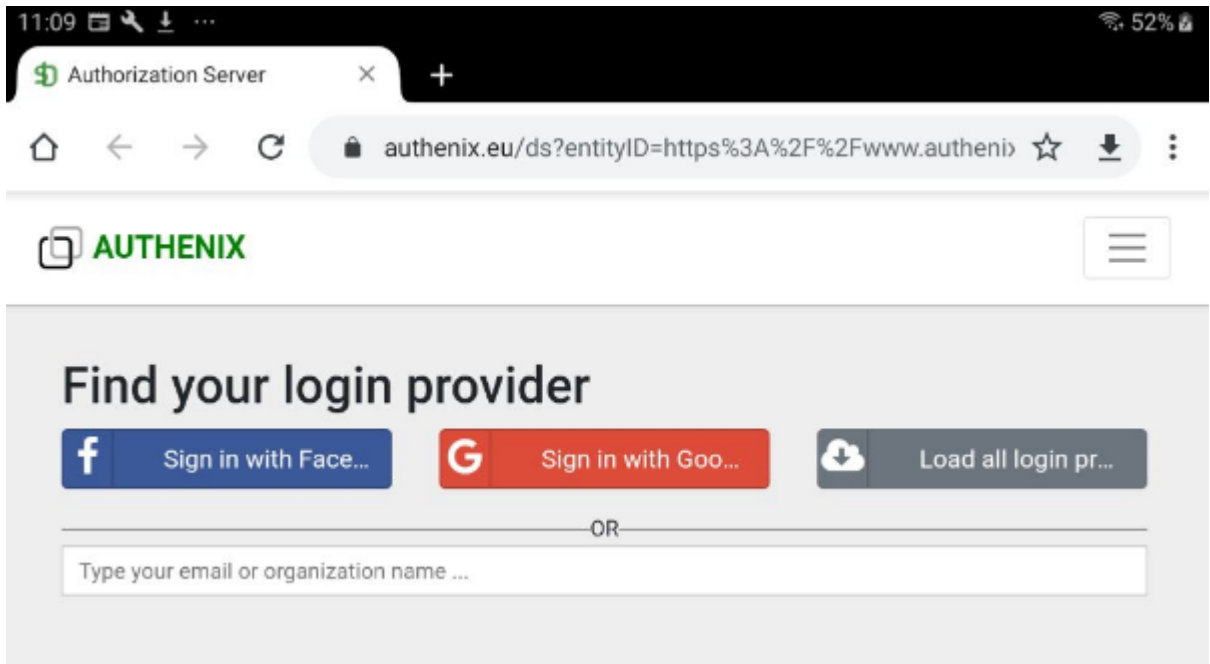 11:09 52%
Authorization Server
authenix.eu/ds?entityID=https%3A%2F%2Fwww.authenix
AUTHENIX
Find your login provider
Sign in with Face... Sign in with Goo... Load all login pr...
OR
Type your email or organization name ...